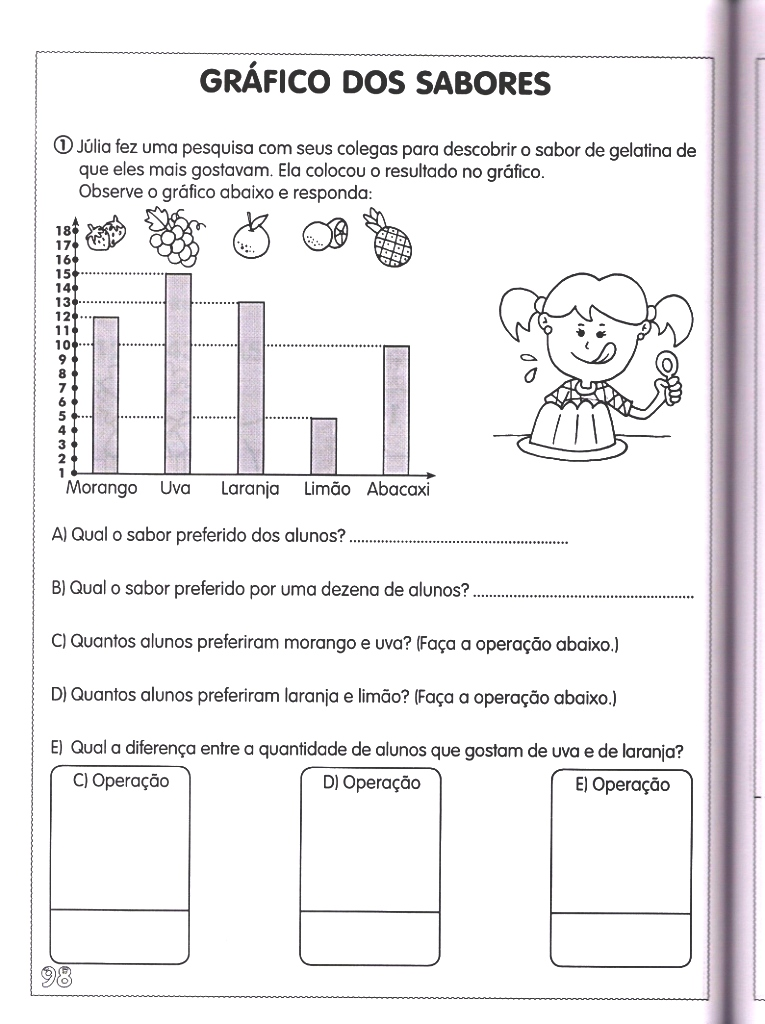 GRÁFICO DOS SABORES
① Júlia fez uma pesquisa com seus colegas para descobrir o sabor de gelatina de
que eles mais gostavam. Ela colocou o resultado no gráfico.
Observe o gráfico abaixo e responda:
18
17
16
15
14
13
12
11
10
9
8
7
6
5
4
3
2
1
Morango Uva Laranja Limão Abacaxi
A) Qual o sabor preferido dos alunos? ................................................
B) Qual o sabor preferido por uma dezena de alunos? ................................................
C) Quantos alunos preferiram morango e uva? (Faça a operação abaixo.)
D) Quantos alunos preferiram laranja e limão? (Faça a operação abaixo.)
E) Qual a diferença entre a quantidade de alunos que gostam de uva e de laranja?
C) Operação D) Operação E) Operação
98